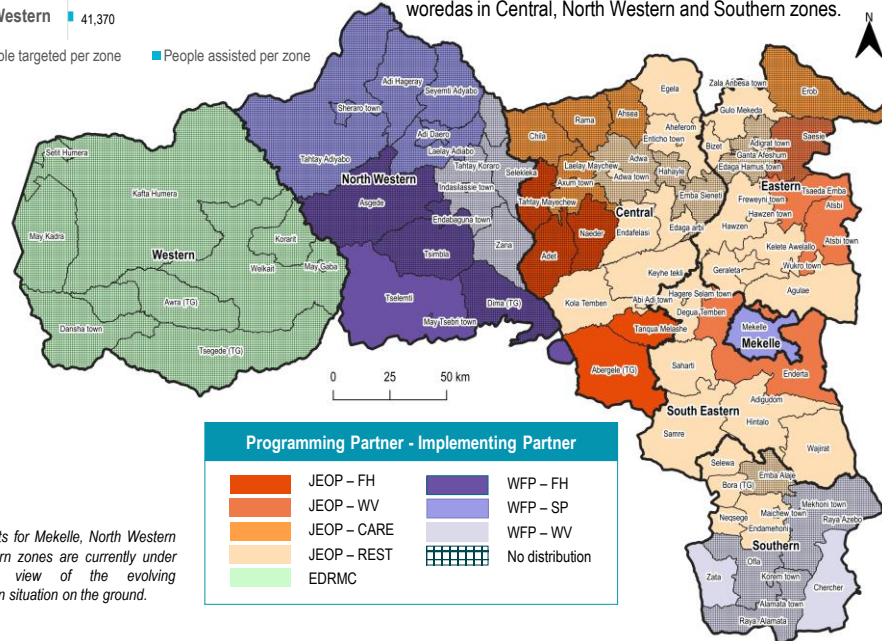 woredas in Central, North Western and Southern zones.
Western
41,370
ple targeted per zone
People assisted per zone
N
Adi Hageray
Seyemti Adyabo
Sheraro town
Adi Daero
Laelay Adiabo
Tahtay Adiyabo
Tahtay Koraro
Selekleka
North Western
Indasilassie town
Asgede
Endabaguna town
Tsimbla
Zana
Tselemti
Dima (TG)
May Tsebri town
Setit Humera
Kafta Humera
May Kadra
Western
Korarit
Welkait
May Gaba
Awra (TG)
Dansha town
Tsegede (TG)
Egela
Zala Anbesa town
Erob
Gulo Mekeda
Chila
Rama
Ahsea
Aheferom
Enticho town
Bizet
Adigrat town
Saesie
Ganta Afeshum
Edaga Hamus town
Laelay Maychew
Adwa
Axum town
Adwa town
Hahayle
Eastern
Tsaeda Emba
Tahtay Mayechew
Emba Sieneti
Freweyni town
Atsbi
Central
Hawzen town
Naeder
Endafelasi
Edaga arbi
Hawzen
Kelete Awelallo
Atsbi town
Adet
Keyhe tekli
Geraleta
Wukro town
Agulae
Kola Temben
Abi Adi town
Hagere Selam town
Degua Temben
Tanqua Melashe
Mekelle
Mekelle
Abergele (TG)
Saharti
Enderta
Adigudom
South Eastern
Hintalo
Samre
Wajirat
Selewa
Emba Alaje
Bora (TG)
Mekhoni town
Neqsege
Maichew town
Raya Azebo
Endamehoni
Southern
Ofla
Zata
Korem town
Chercher
Alamata town
Raya Alamata
0 25 50 km
Programming Partner - Implementing Partner
JEOP – FH
JEOP – WV
JEOP – CARE
JEOP – REST
EDRMC
WFP – FH
WFP – SP
WFP – WV
No distribution
ts for Mekelle, North Western
rn zones are currently under
view of the evolving
n situation on the ground.